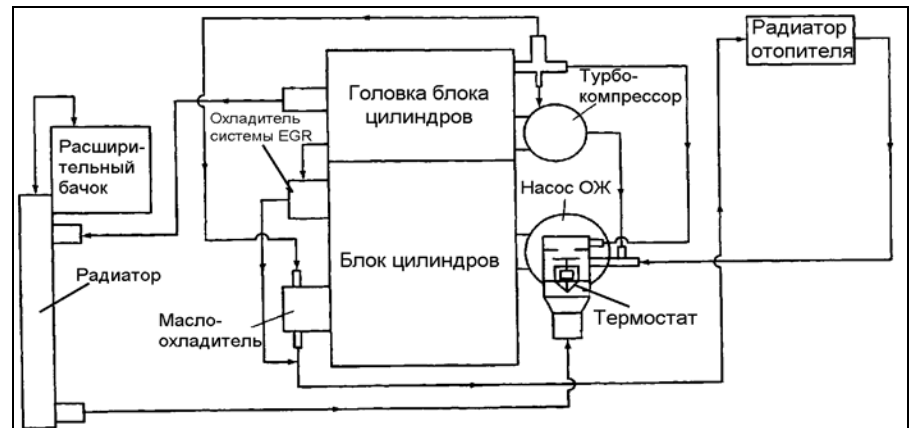 Радиатор
отопителя
Турбо-
компрессор
Головка блока
цилиндров
Охладитель
системы EGR
Расшири-
тельный
бачок
Насос ОЖ
Блок цилиндров
Радиатор
Масло-
охладитель
Термостат